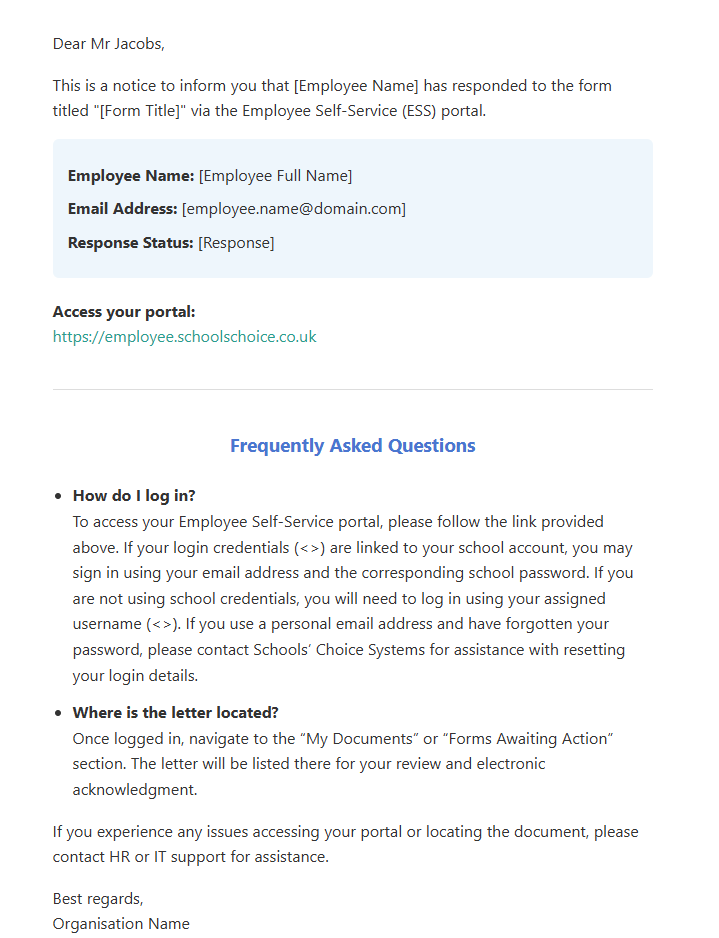 Dear Mr Jacobs,
This is a notice to inform you that [Employee Name] has responded to the form
titled "[Form Title]" via the Employee Self-Service (ESS) portal.
Employee Name: [Employee Full Name]
Email Address: [employee.name@domain.com]
Response Status: [Response]
Access your portal:
https://employee.schoolschoice.co.uk
Frequently Asked Questions
• How do I log in?
To access your Employee Self-Service portal, please follow the link provided
above. If your login credentials (<>) are linked to your school account, you may
sign in using your email address and the corresponding school password. If you
are not using school credentials, you will need to log in using your assigned
username (<>). If you use a personal email address and have forgotten your
password, please contact Schools’ Choice Systems for assistance with resetting
your login details.
• Where is the letter located?
Once logged in, navigate to the “My Documents” or “Forms Awaiting Action”
section. The letter will be listed there for your review and electronic
acknowledgment.
If you experience any issues accessing your portal or locating the document, please
contact HR or IT support for assistance.
Best regards,
Organisation Name